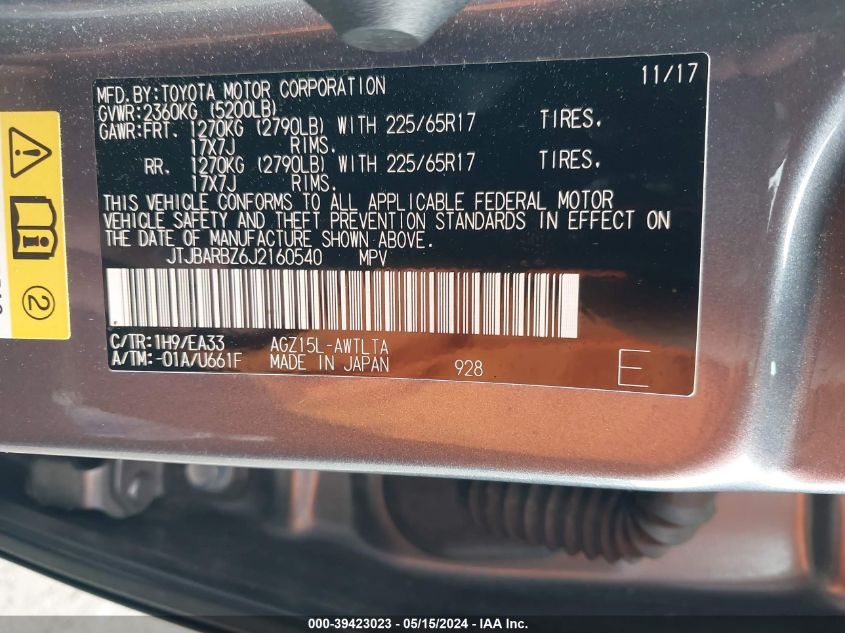 11/17
MFD.BY:TOYOTA MOTOR CORPORATION
GVWR:2360KG (5200LB)
GAWR:FRT. 1270KG (2790LB) WITH 225/65R17 TIRES,
17X7J RIMS.
RR. 1270KG (2790LB) WITH 225/65R17 TIRES,
17X7J RIMS.
THIS VEHICLE CONFORMS TO ALL APPLICABLE FEDERAL MOTOR
VEHICLE SAFETY AND THEFT PREVENTION STANDARDS IN EFFECT ON
THE DATE OF MANUFACTURE SHOWN ABOVE.
JTJBARBZ6J2160540 MPV
C/TR:1H9/EA33 AGZ15L-AWTLTA
A/TM:-01A/U661F MADE IN JAPAN 928 E
2
000-39423023 - 05/15/2024 - IAA Inc.